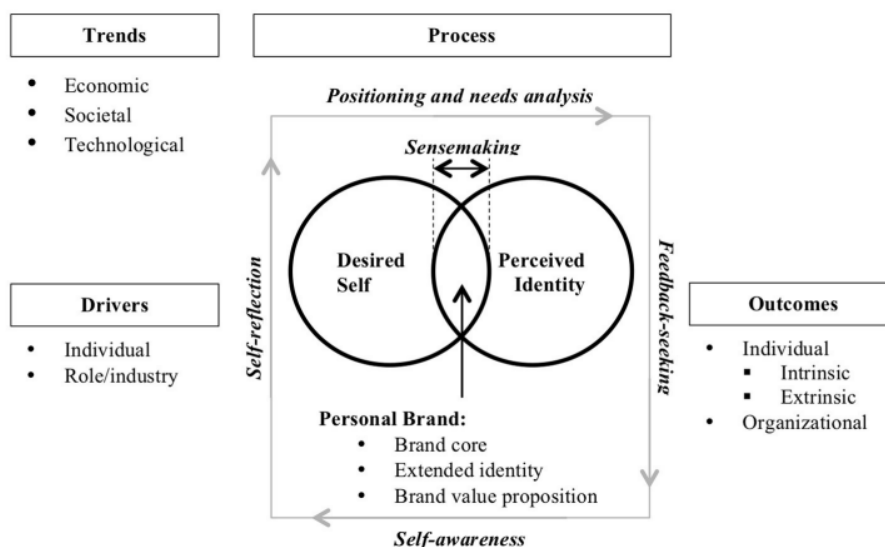 Trends
Process
• Economic
• Societal
• Technological
Positioning and needs analysis
Sensemaking
Desired
Self
Perceived
Identity
Self-reflection
Feedback-seeking
Drivers
• Individual
• Role/industry
Outcomes
• Individual
▪ Intrinsic
▪ Extrinsic
• Organizational
Personal Brand:
• Brand core
• Extended identity
• Brand value proposition
Self-awareness